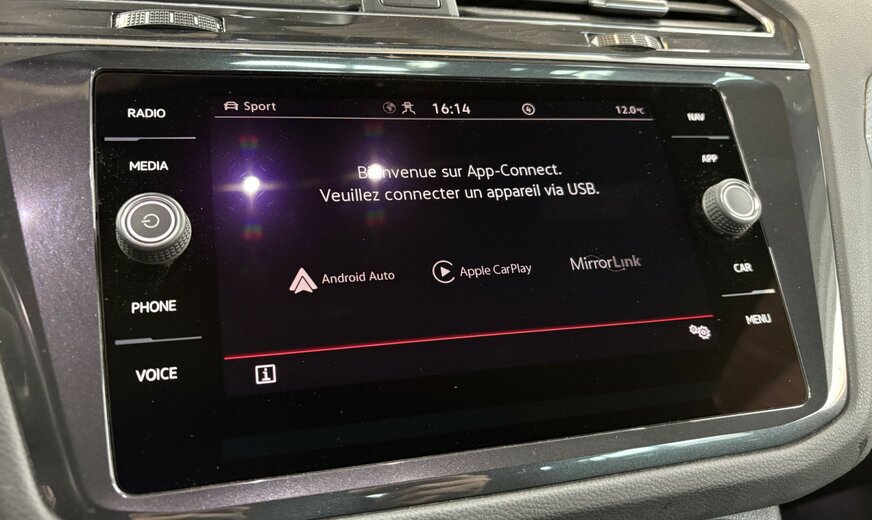 RADIO
MEDIA
PHONE
VOICE
Sport
16:14
4
12.0°C
Bienvenue sur App-Connect.
Veuillez connecter un appareil via USB.
Android Auto
Apple CarPlay
MirrorLink
i
NAV
APP
CAR
MENU